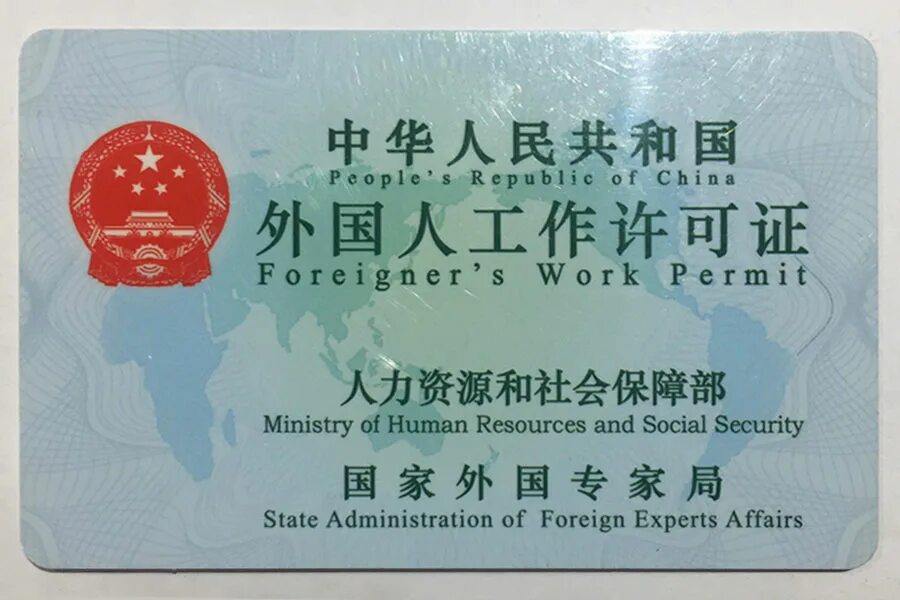 中华人民共和国
People's Republic of China
外国人工作许可证
Foreigner's Work Permit
人力资源和社会保障部
Ministry of Human Resources and Social Security
国家外国专家局
State Administration of Foreign Experts Affairs